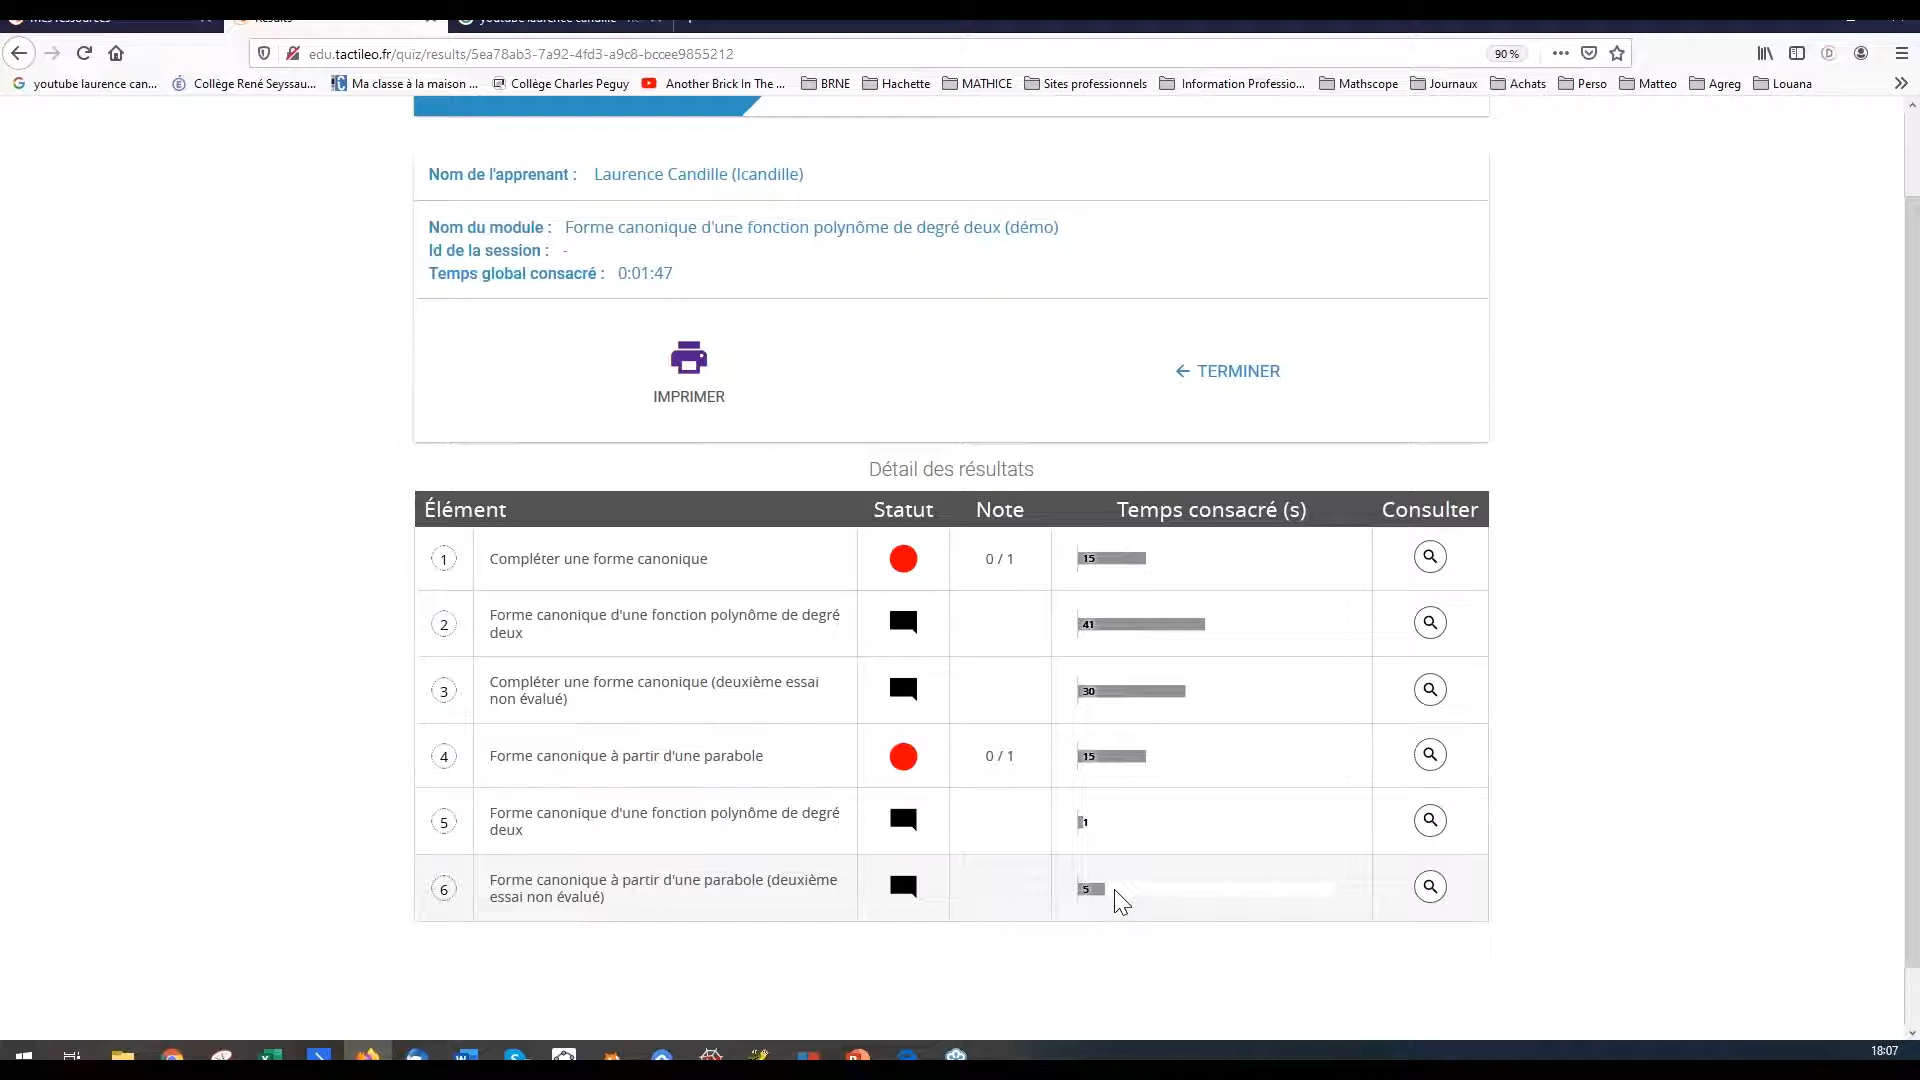 Mes ressources
Results
youtube laurence candille
edu.tactileo.fr/quiz/results/5ea78ab3-7a92-4fd3-a9c8-bccee9855212
90 %
youtube laurence can...
Collège René Seyssau...
Ma classe à la maison ...
Collège Charles Peguy
Another Brick In The ...
BRNE
Hachette
MATHICE
Sites professionnels
Information Professio...
Mathscope
Journaux
Achats
Perso
Matteo
Agreg
Louana
Nom de l'apprenant : Laurence Candille (lcandille)
Nom du module : Forme canonique d'une fonction polynôme de degré deux (démo)
Id de la session : -
Temps global consacré : 0:01:47
IMPRIMER
← TERMINER
Détail des résultats
Élément Statut Note Temps consacré (s) Consulter
1 Compléter une forme canonique 0 / 1 15
2 Forme canonique d'une fonction polynôme de degré
deux
41
3 Compléter une forme canonique (deuxième essai
non évalué)
30
4 Forme canonique à partir d'une parabole 0 / 1 15
5 Forme canonique d'une fonction polynôme de degré
deux
1
6 Forme canonique à partir d'une parabole (deuxième
essai non évalué)
5
18:07